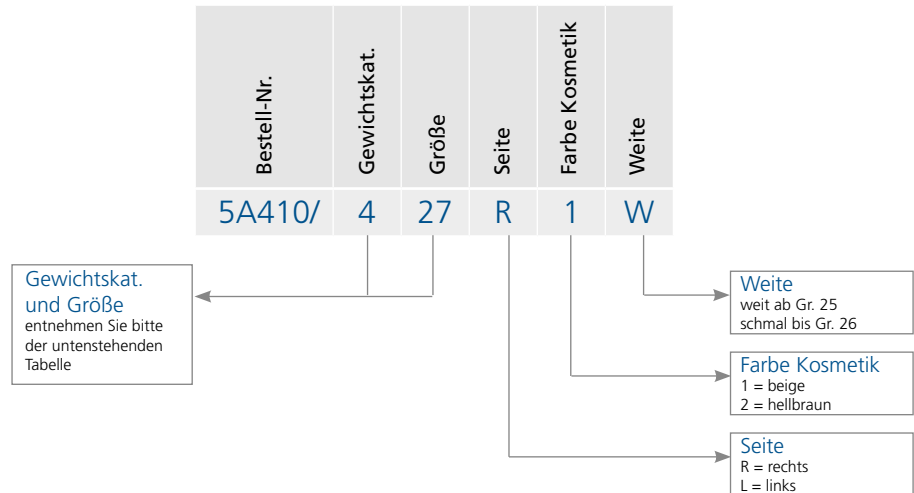 Bestell-Nr.
Gewichtskat.
Größe
Seite
Farbe Kosmetik
Weite
5A410/ 4 27 R 1 W
Gewichtskat.
und Größe
entnehmen Sie bitte
der untenstehenden
Tabelle
Weite
weit ab Gr. 25
schmal bis Gr. 26
Farbe Kosmetik
1 = beige
2 = hellbraun
Seite
R = rechts
L = links